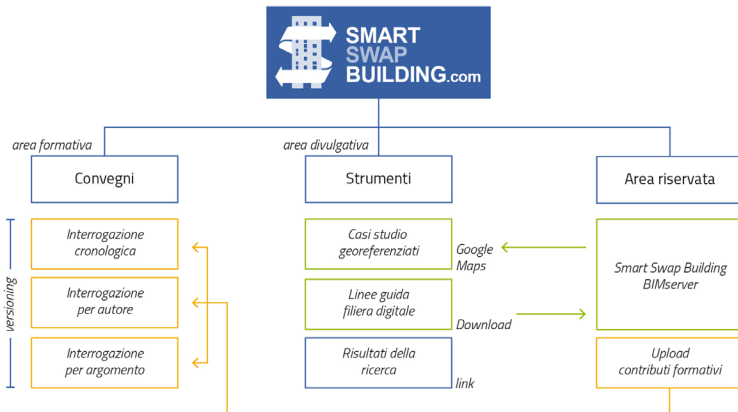 SMART
SWAP
BUILDING.com
area formativa
area divulgativa
Convegni
Strumenti
Area riservata
versioning
Interrogazione
cronologica
Interrogazione
per autore
Interrogazione
per argomento
Casi studio
georeferenziati
Google
Maps
Linee guida
filiera digitale
Download
Risultati della
ricerca
link
Smart Swap Building
BIMserver
Upload
contributi formativi